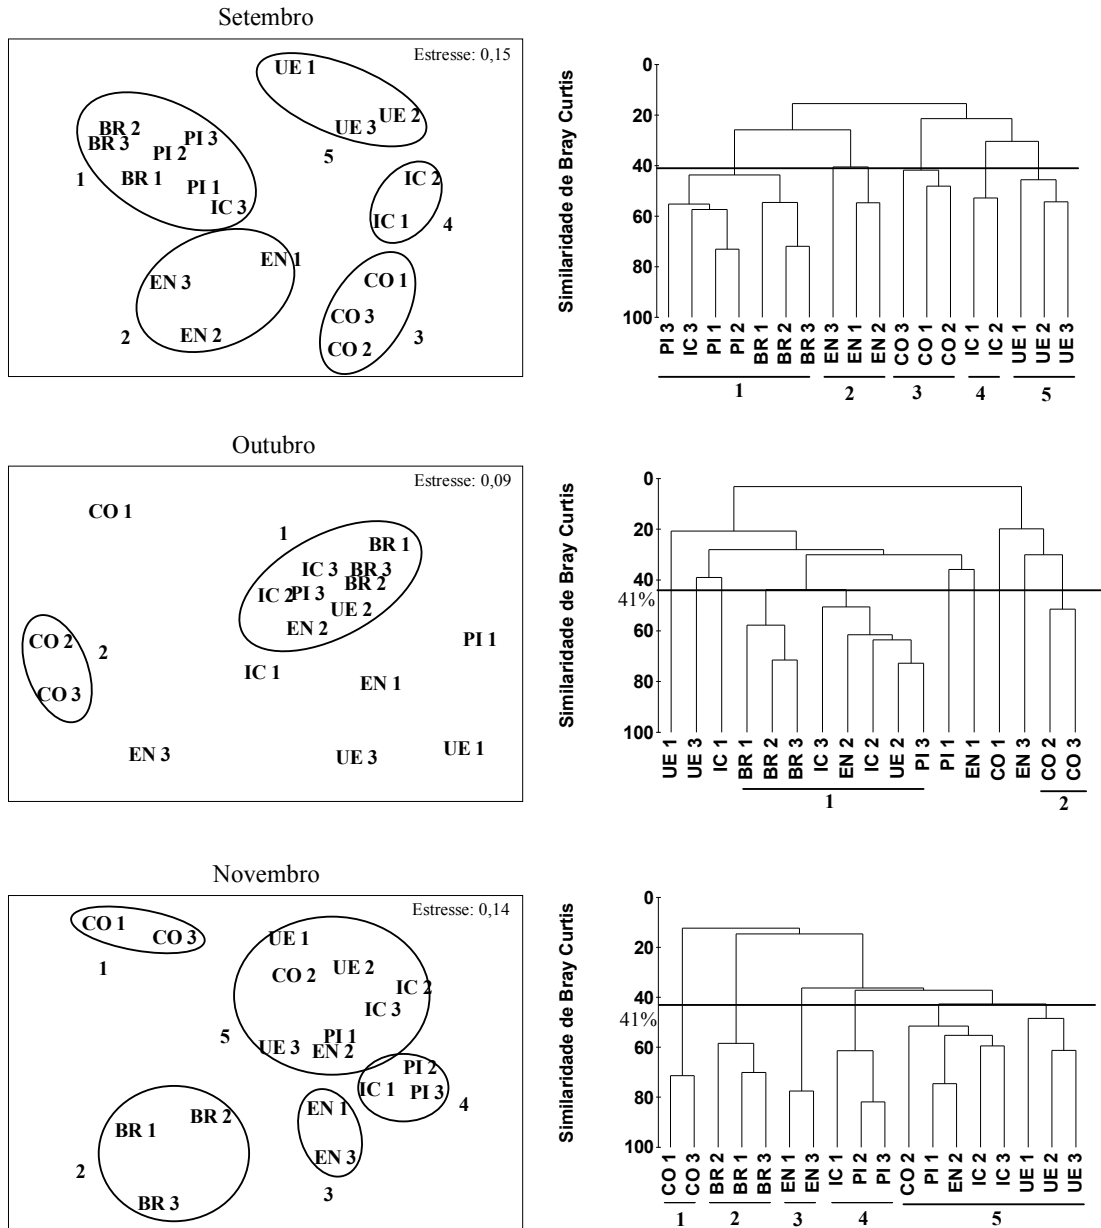 Setembro
Estresse: 0,15
UE 1
UE 2
UE 3
5
BR 2
BR 3
PI 3
PI 2
BR 1
PI 1
IC 3
1
IC 2
IC 1
4
EN 1
EN 3
EN 2
2
CO 1
CO 3
CO 2
3
Similaridade de Bray Curtis
0
20
40
60
80
100
PI 3
IC 3
PI 1
PI 2
BR 1
BR 2
BR 3
EN 3
EN 1
EN 2
CO 3
CO 1
CO 2
IC 1
IC 2
UE 1
UE 2
UE 3
1
2
3
4
5
Outubro
Estresse: 0,09
CO 1
1
BR 1
IC 3
BR 3
BR 2
IC 2
PI 3
UE 2
EN 2
CO 2
2
CO 3
PI 1
IC 1
EN 1
EN 3
UE 3
UE 1
Similaridade de Bray Curtis
0
20
40
41%
60
80
100
UE 1
UE 3
IC 1
BR 1
BR 2
BR 3
IC 3
EN 2
IC 2
UE 2
PI 3
PI 1
EN 1
CO 1
EN 3
CO 2
CO 3
1
2
Novembro
Estresse: 0,14
CO 1
CO 3
1
UE 1
CO 2
UE 2
IC 2
IC 3
5
PI 1
UE 3
EN 2
PI 2
IC 1
PI 3
4
EN 1
EN 3
3
BR 2
BR 1
2
BR 3
Similaridade de Bray Curtis
0
20
40
41%
60
80
100
CO 1
CO 3
BR 2
BR 1
BR 3
EN 1
EN 3
IC 1
PI 2
PI 3
CO 2
PI 1
EN 2
IC 2
IC 3
UE 1
UE 2
UE 3
1
2
3
4
5